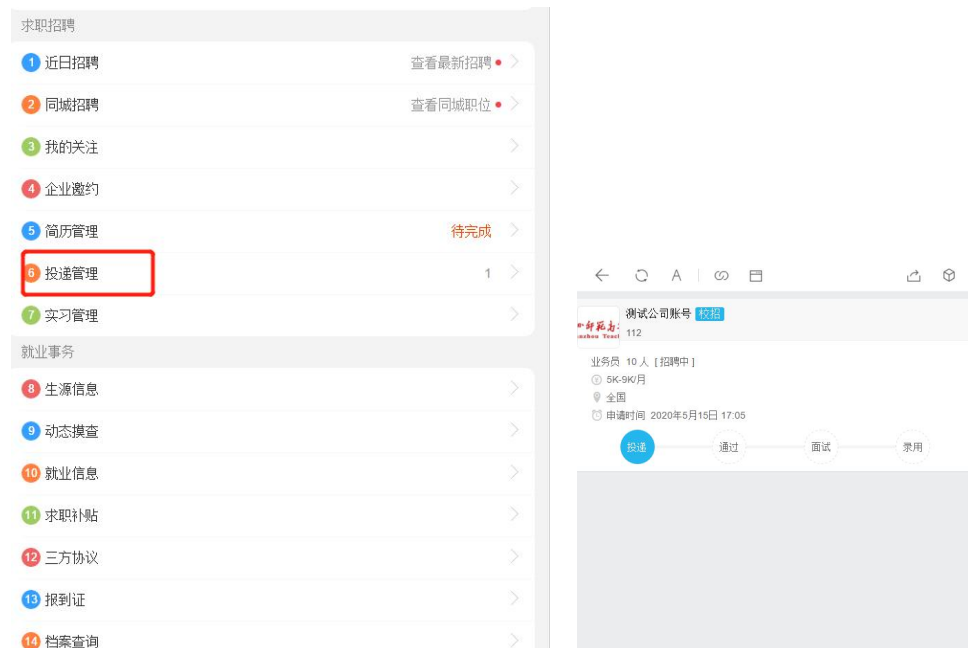 求职招聘
1 近日招聘 查看最新招聘
2 同城招聘 查看同城职位
3 我的关注
4 企业邀约
5 简历管理 待完成
6 投递管理 1
7 实习管理
就业事务
8 生源信息
9 动态摸查
10 就业信息
11 求职补贴
12 三方协议
13 报到证
14 档案查询
A
测试公司账号 校招
112
业务员 10 人 [ 招聘中 ]
5K-9K/月
全国
申请时间 2020年5月15日 17:05
投递 通过 面试 录用